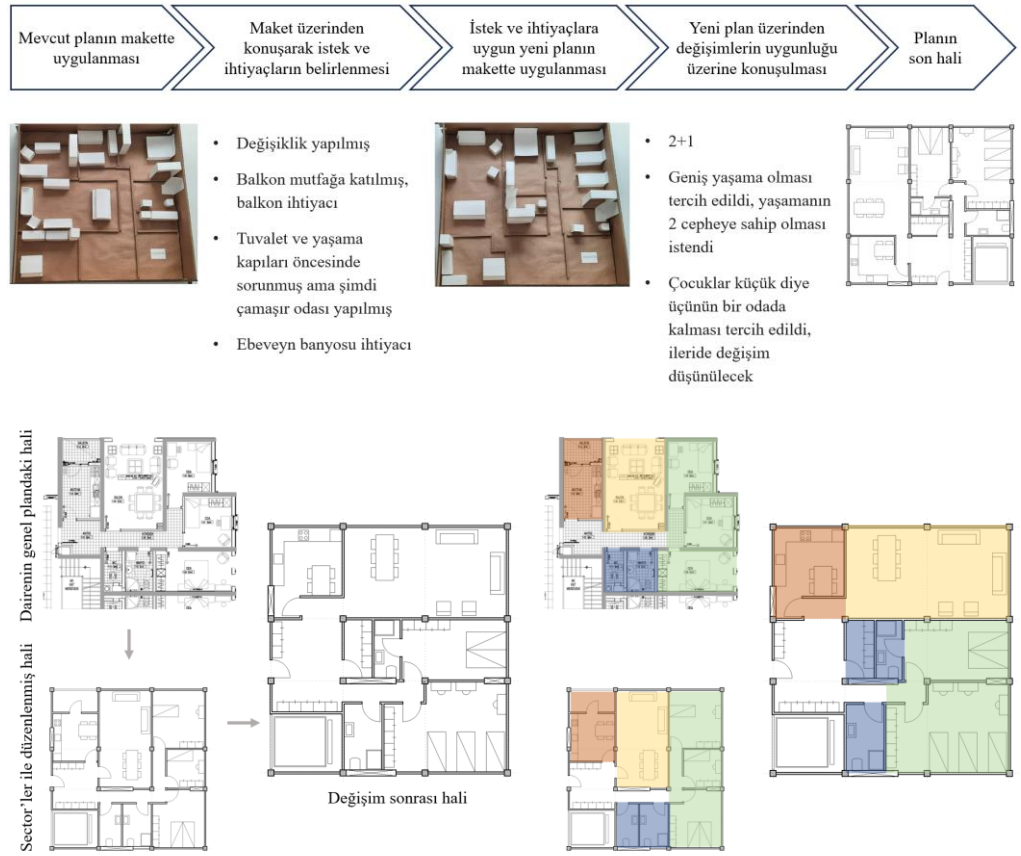 Mevcut planın makette
uygulanması
Maket üzerinden
konuşarak istek ve
ihtiyaçların belirlenmesi
İstek ve ihtiyaçlara
uygun yeni planın
makette uygulanması
Yeni plan üzerinden
değişimlerin uygunluğu
üzerine konuşulması
Planın
son hali
• Değişiklik yapılmış
• Balkon mutfağa katılmış,
balkon ihtiyacı
• Tuvalet ve yaşama
kapıları öncesinde
sorunmuş ama şimdi
çamaşır odası yapılmış
• Ebeveyn banyosu ihtiyacı
• 2+1
• Geniş yaşama olması
tercih edildi, yaşamanın
2 cepheye sahip olması
istendi
• Çocuklar küçük diye
üçünün bir odada
kalması tercih edildi,
ileride değişim
düşünülecek
Dairenin genel plandaki hali
Sector’ler ile düzenlenmiş hali
Değişim sonrası hali